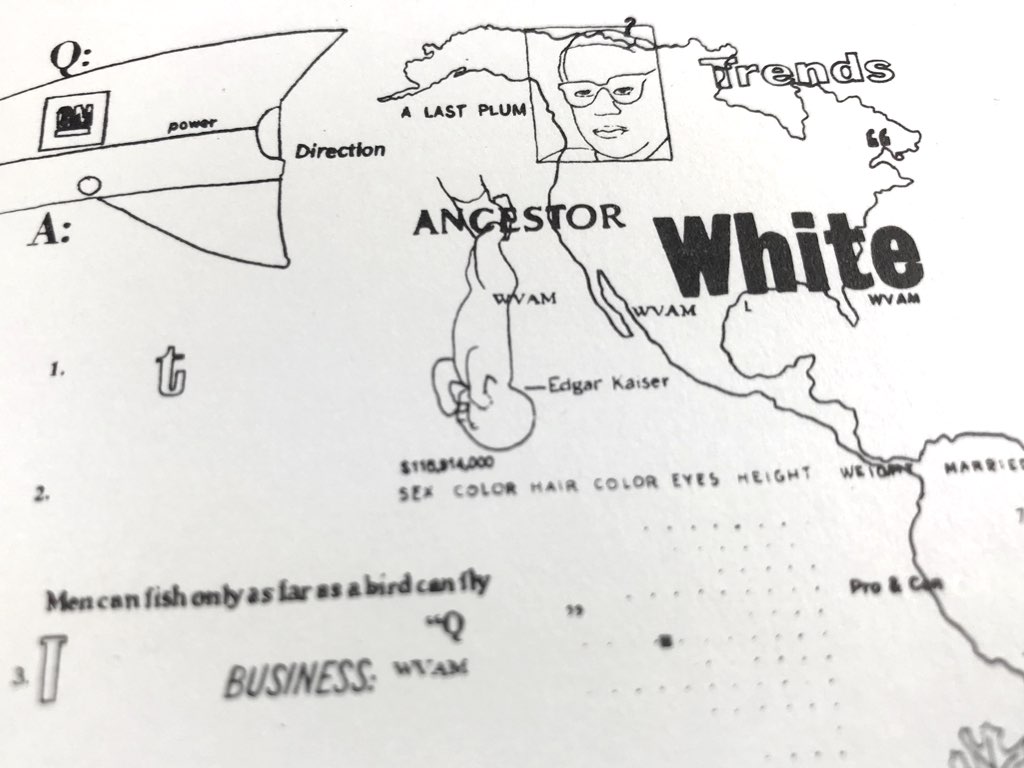 Q:
?
Trends
ON
power
A LAST PLUM
Direction
“
A:
ANCESTOR
White
WVAM
WVAM
WVAM
L
1. t
Edgar Kaiser
$118,914,000
SEX COLOR HAIR COLOR EYES HEIGHT WEIGHT MARRIED
2.
Men can fish only as far as a bird can fly
Pro & Con
”
“Q
3. I
BUSINESS: WVAM